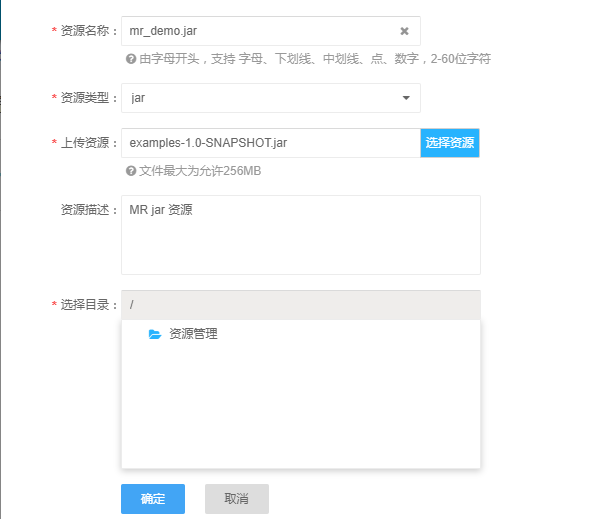 * 资源名称： mr_demo.jar
由字母开头，支持 字母、下划线、中划线、点、数字，2-60位字符
* 资源类型： jar
* 上传资源： examples-1.0-SNAPSHOT.jar 选择资源
文件最大为允许256MB
资源描述： MR jar 资源
* 选择目录： /
资源管理
确定 取消